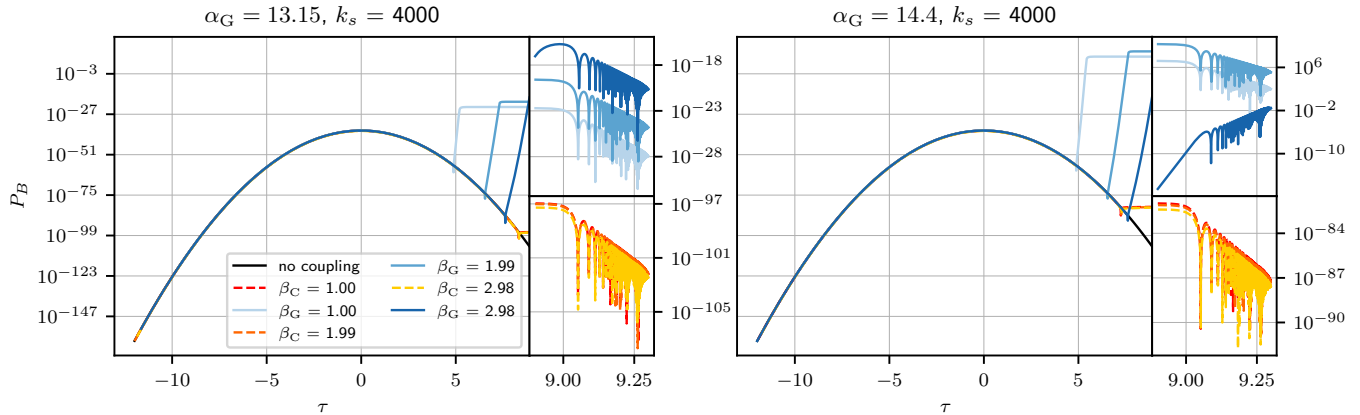 α_G = 13.15, k_s = 4000
P_B
10^−3
10^−27
10^−51
10^−75
10^−99
10^−123
10^−147
no coupling
β_C = 1.00
β_G = 1.00
β_C = 1.99
β_G = 1.99
β_C = 2.98
β_G = 2.98
−10
−5
0
5
τ
10^−18
10^−23
10^−28
10^−97
10^−101
10^−105
9.00
9.25
α_G = 14.4, k_s = 4000
−10
−5
0
5
τ
10^6
10^−2
10^−10
10^−84
10^−87
10^−90
9.00
9.25